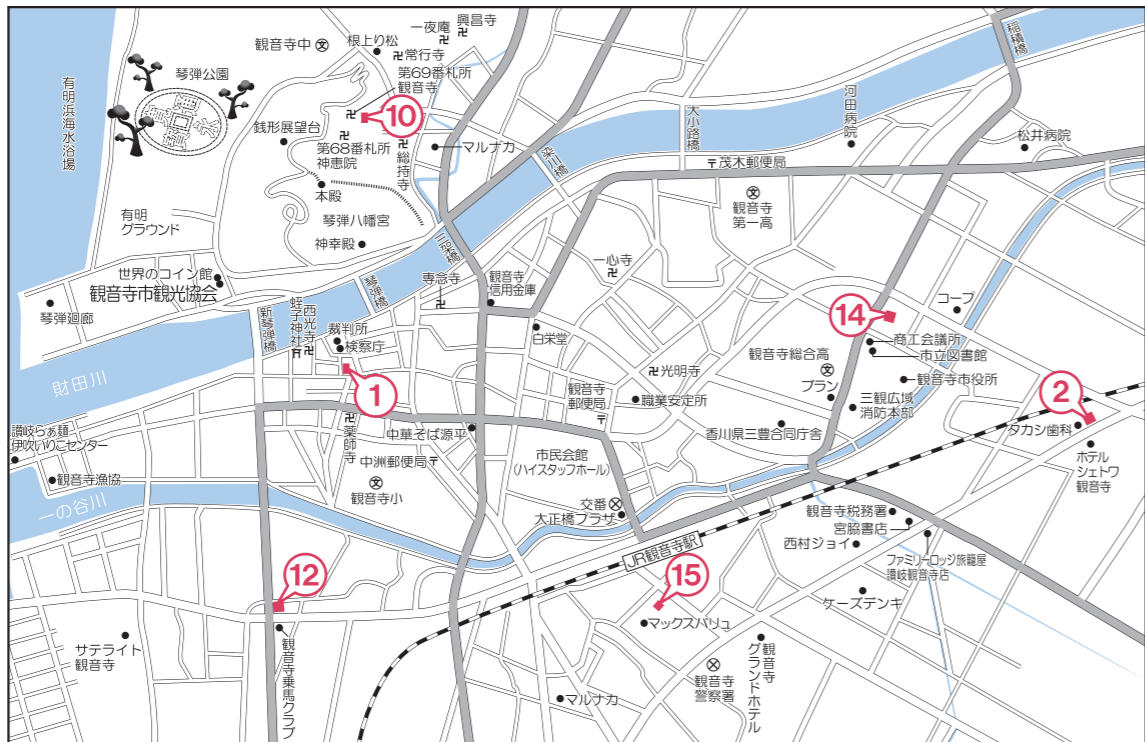 一夜庵
興昌寺
観音寺中
文
根上り松
常行寺
第69番札所
観音寺
琴弾公園
寛永通宝
有明浜海水浴場
銭形展望台
第68番札所
神恵院
総持寺
マルナカ
10
本殿
琴弾八幡宮
神幸殿
有明
グラウンド
世界のコイン館
観音寺市観光協会
琴弾廻廊
稲積橋
河田病院
大小路橋
松井病院
染川橋
〒茂木郵便局
文
観音寺
第一高
三架橋
琴弾橋
専念寺
観音寺
信用金庫
一心寺
新琴弾橋
蛭子神社
西光寺
裁判所
検察庁
1
財田川
白栄堂
14
コープ
商工会議所
市立図書館
観音寺総合高
文
プラン
観音寺市役所
三観広域
消防本部
光明寺
職業安定所
観音寺
郵便局
〒
香川県三豊合同庁舎
2
タカシ歯科
ホテル
シェトワ
観音寺
讃岐らぁ麺
伊吹いりこセンター
観音寺漁協
一の谷川
薬師寺
中華そば源平
中洲郵便局〒
文
観音寺小
市民会館
(ハイスタッフホール)
交番
大正橋プラザ
JR観音寺駅
観音寺税務署
宮脇書店
西村ジョイ
ファミリーロッジ旅籠屋
讃岐観音寺店
ケーズデンキ
12
15
マックスバリュ
サテライト
観音寺
観音寺乗馬クラブ
マルナカ
観音寺
警察署
観音寺
グランドホテル